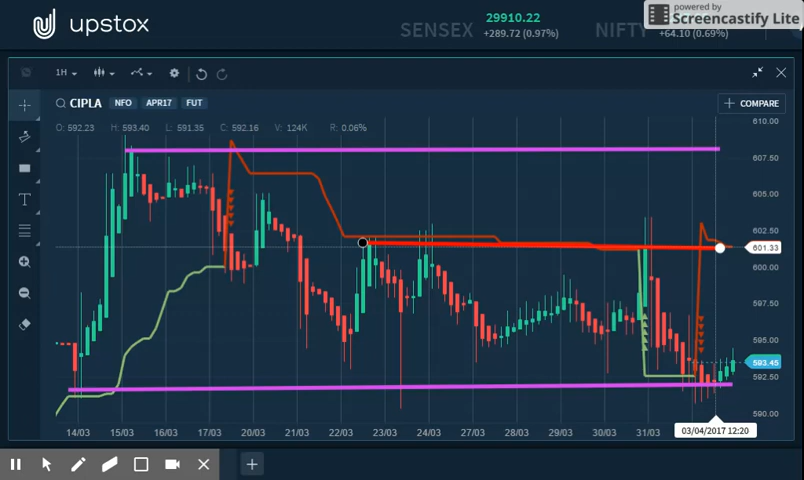 upstox
SENSEX
29910.22
+289.72 (0.97%)
NIFTY
+64.10 (0.69%)
powered by
Screencastify Lite
1H
CIPLA
NFO
APR17
FUT
COMPARE
O: 592.23 H: 593.40 L: 591.35 C: 592.16 V: 124K R: 0.06%
610.00
607.50
605.00
602.50
601.33
600.00
597.50
595.00
593.45
592.50
590.00
14/03 15/03 16/03 17/03 20/03 21/03 22/03 23/03 24/03 27/03 28/03 29/03 30/03 31/03
03/04/2017 12:20
T